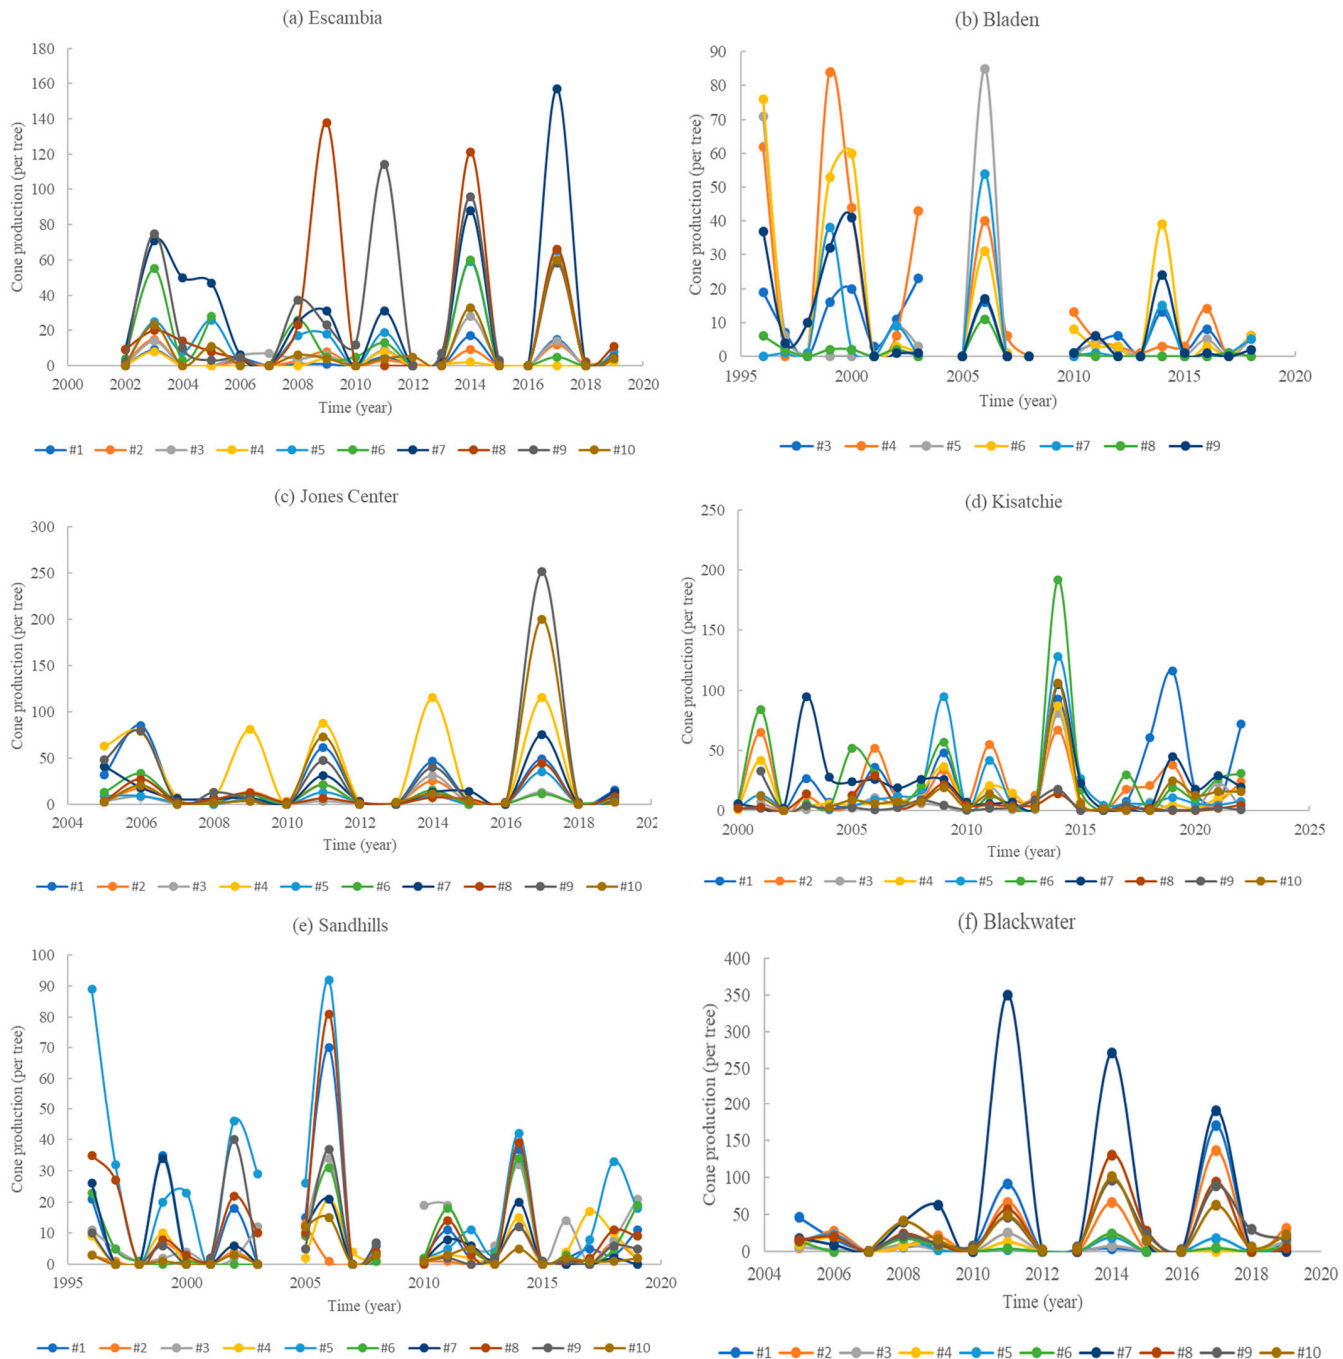 (a) Escambia
180
160
140
120
100
80
60
40
20
0
2000 2002 2004 2006 2008 2010 2012 2014 2016 2018 2020
Cone production (per tree)
Time (year)
#1 #2 #3 #4 #5 #6 #7 #8 #9 #10
(b) Bladen
90
80
70
60
50
40
30
20
10
0
1995 2000 2005 2010 2015 2020
Cone production (per tree)
Time (year)
#3 #4 #5 #6 #7 #8 #9
(c) Jones Center
300
250
200
150
100
50
0
2004 2006 2008 2010 2012 2014 2016 2018 202
Cone production (per tree)
Time (year)
#1 #2 #3 #4 #5 #6 #7 #8 #9 #10
(d) Kisatchie
250
200
150
100
50
0
2000 2005 2010 2015 2020 2025
Cone production (per tree)
Time (year)
#1 #2 #3 #4 #5 #6 #7 #8 #9 #10
(e) Sandhills
100
90
80
70
60
50
40
30
20
10
0
1995 2000 2005 2010 2015 2020
Cone production (per tree)
Time (year)
#1 #2 #3 #4 #5 #6 #7 #8 #9 #10
(f) Blackwater
400
350
300
250
200
150
100
50
0
2004 2006 2008 2010 2012 2014 2016 2018 2020
Cone production (per tree)
Time (year)
#1 #2 #3 #4 #5 #6 #7 #8 #9 #10